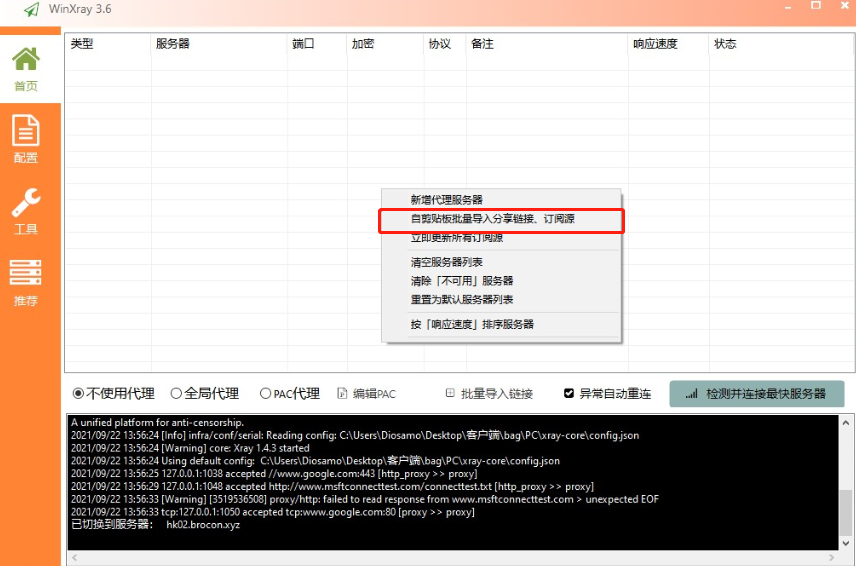 WinXray 3.6
类型 服务器 端口 加密 协议 备注 响应速度 状态
首页
配置
工具
推荐
新增代理服务器
自剪贴板批量导入分享链接、订阅源
立即更新所有订阅源
清空服务器列表
清除「不可用」服务器
重置为默认服务器列表
按「响应速度」排序服务器
不使用代理 全局代理 PAC代理 编辑PAC 批量导入链接 异常自动重连 检测并连接最快服务器
A unified platform for anti-censorship.
2021/09/22 13:56:24 [Info] infra/conf/serial: Reading config: C:\Users\Diosamo\Desktop\客户端\bag\PC\xray-core\config.json
2021/09/22 13:56:24 [Warning] core: Xray 1.4.3 started
2021/09/22 13:56:24 Using default config: C:\Users\Diosamo\Desktop\客户端\bag\PC\xray-core\config.json
2021/09/22 13:56:25 127.0.0.1:1038 accepted //www.google.com:443 [http_proxy >> proxy]
2021/09/22 13:56:29 127.0.0.1:1048 accepted http://www.msftconnecttest.com/connecttest.txt [http_proxy >> proxy]
2021/09/22 13:56:33 [Warning] [3519536508] proxy/http: failed to read response from www.msftconnecttest.com > unexpected EOF
2021/09/22 13:56:33 tcp:127.0.0.1:1050 accepted tcp:www.google.com:80 [proxy >> proxy]
已切换到服务器： hk02.brocon.xyz